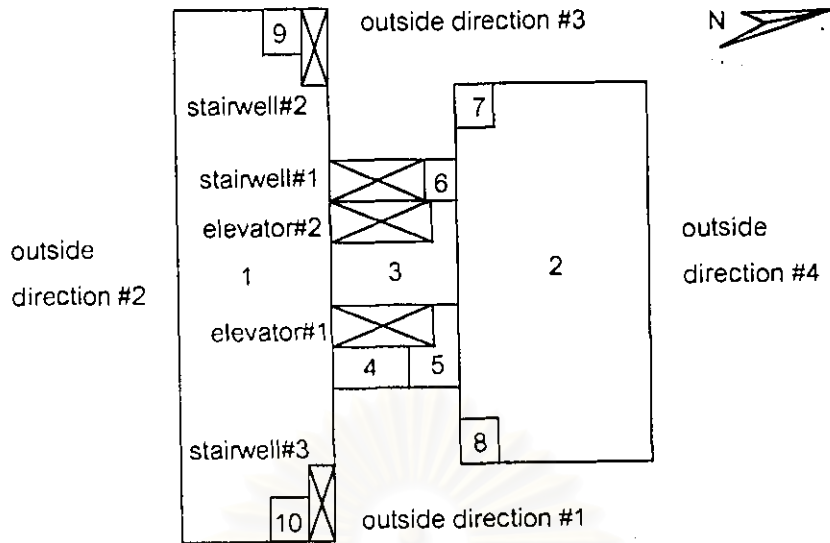 9
outside direction #3
N
7
stairwell#2
stairwell#1
6
elevator#2
outside
direction #2
1
3
2
outside
direction #4
elevator#1
4
5
8
stairwell#3
10
outside direction #1